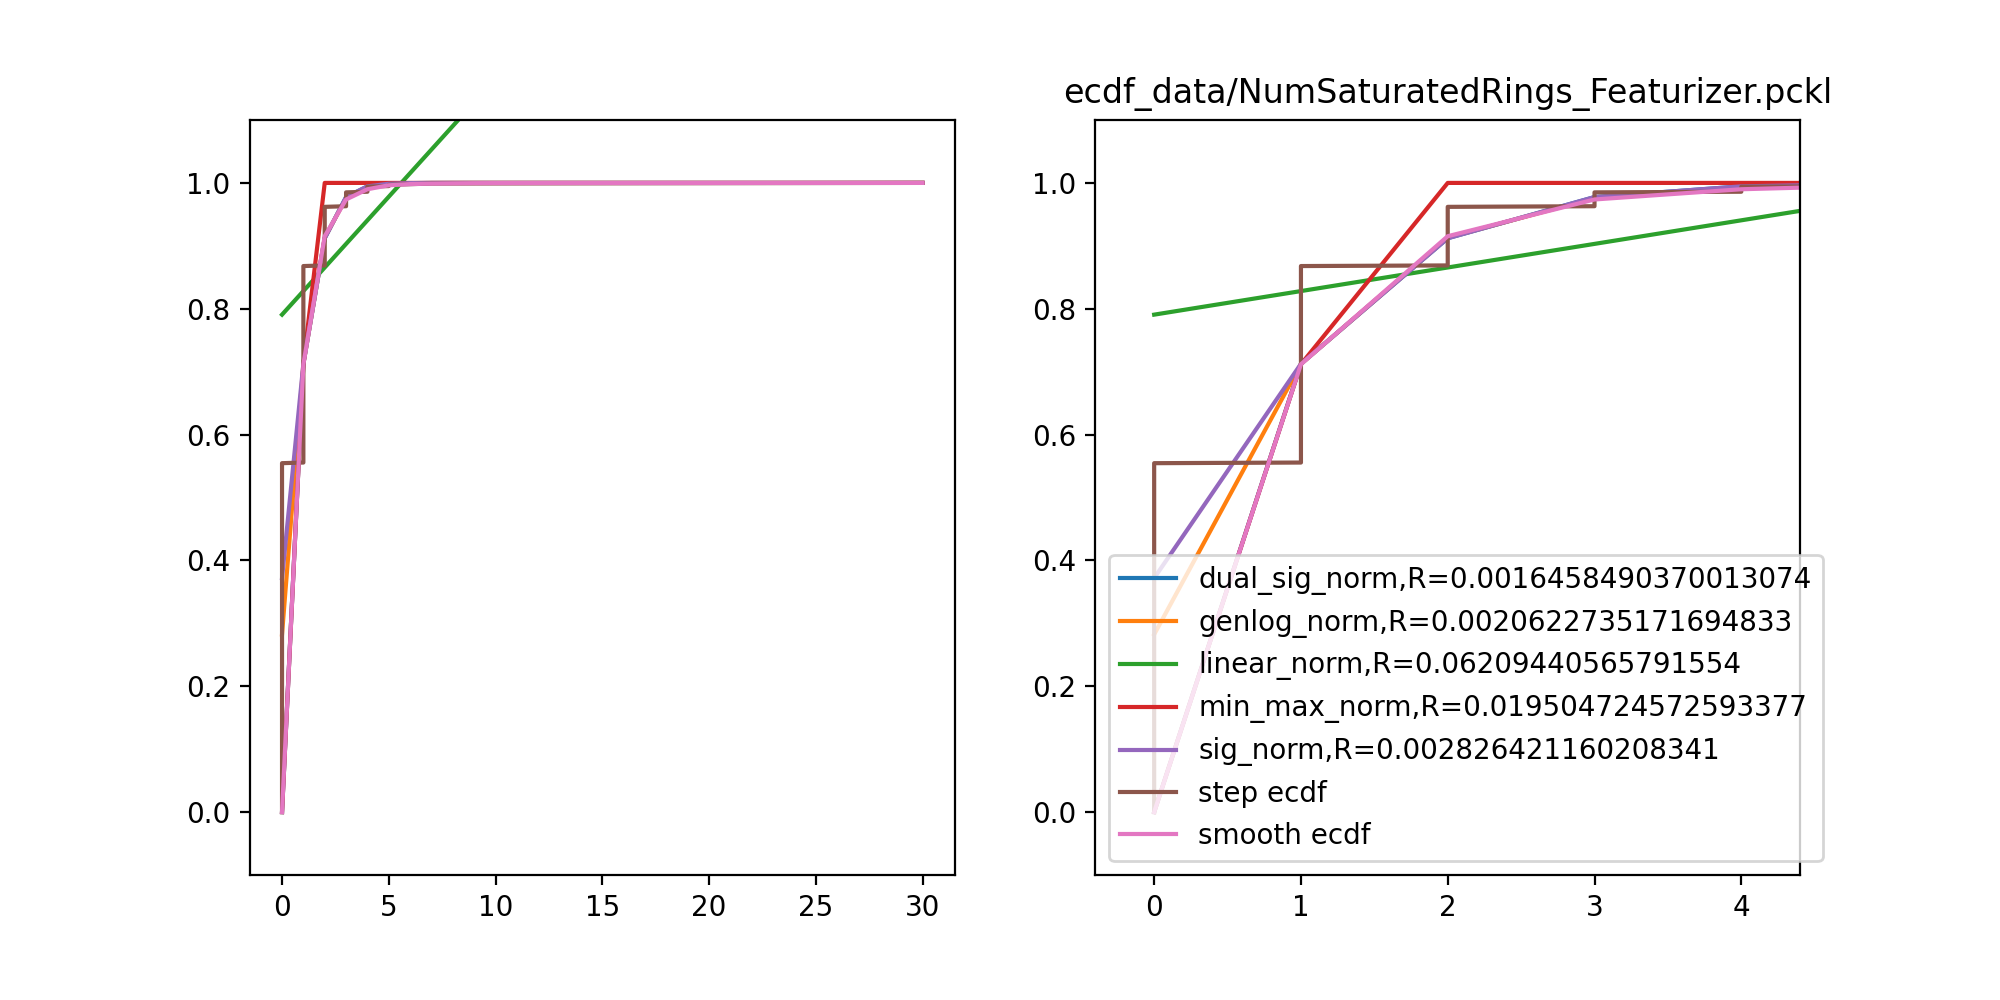 ecdf_data/NumSaturatedRings_Featurizer.pckl
1.0
0.8
0.6
0.4
0.2
0.0
0 5 10 15 20 25 30
1.0
0.8
0.6
0.4
0.2
0.0
dual_sig_norm,R=0.0016458490370013074
genlog_norm,R=0.0020622735171694833
linear_norm,R=0.06209440565791554
min_max_norm,R=0.019504724572593377
sig_norm,R=0.002826421160208341
step ecdf
smooth ecdf
0 1 2 3 4